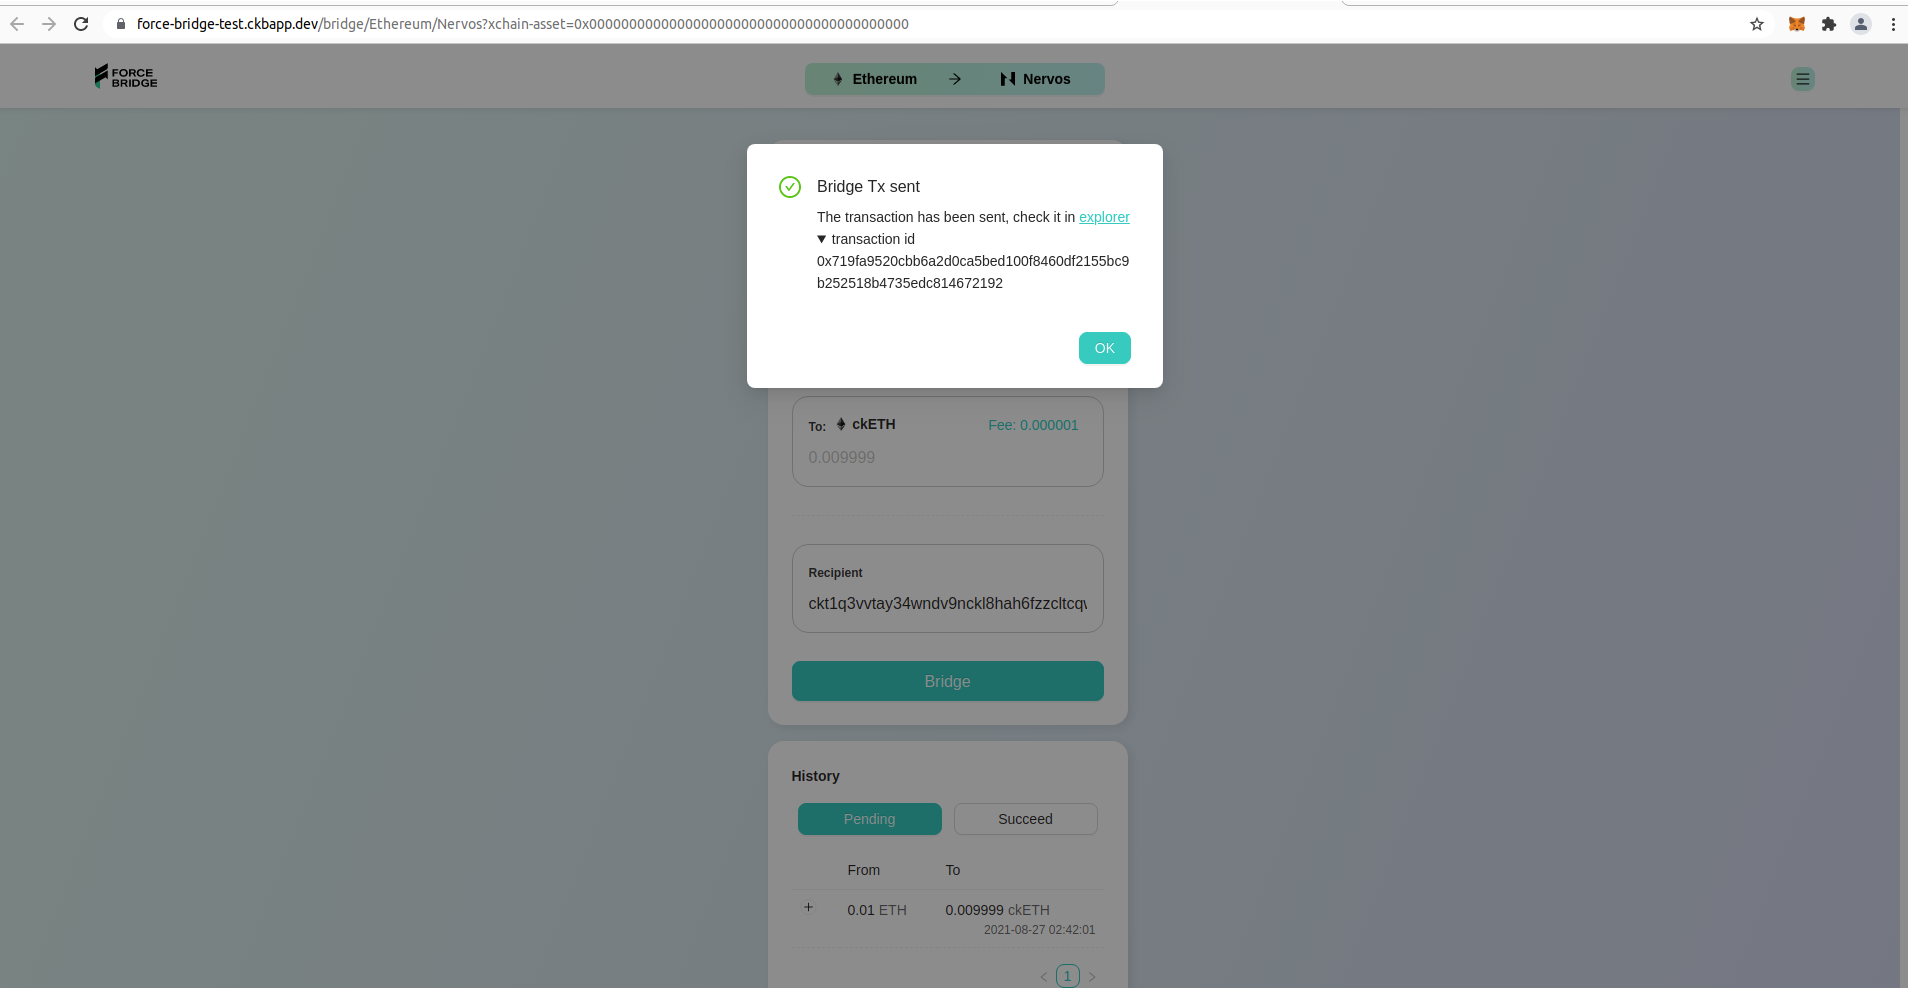 force-bridge-test.ckbapp.dev/bridge/Ethereum/Nervos?xchain-asset=0x0000000000000000000000000000000000000000
FORCE
BRIDGE
Ethereum
Nervos
Bridge Tx sent
The transaction has been sent, check it in explorer
transaction id
0x719fa9520cbb6a2d0ca5bed100f8460df2155bc9
b252518b4735edc814672192
OK
To: ckETH
Fee: 0.000001
0.009999
Recipient
ckt1q3vvtay34wndv9nckl8hah6fzzcltcq
Bridge
History
Pending
Succeed
From To
+ 0.01 ETH 0.009999 ckETH
2021-08-27 02:42:01
< 1 >